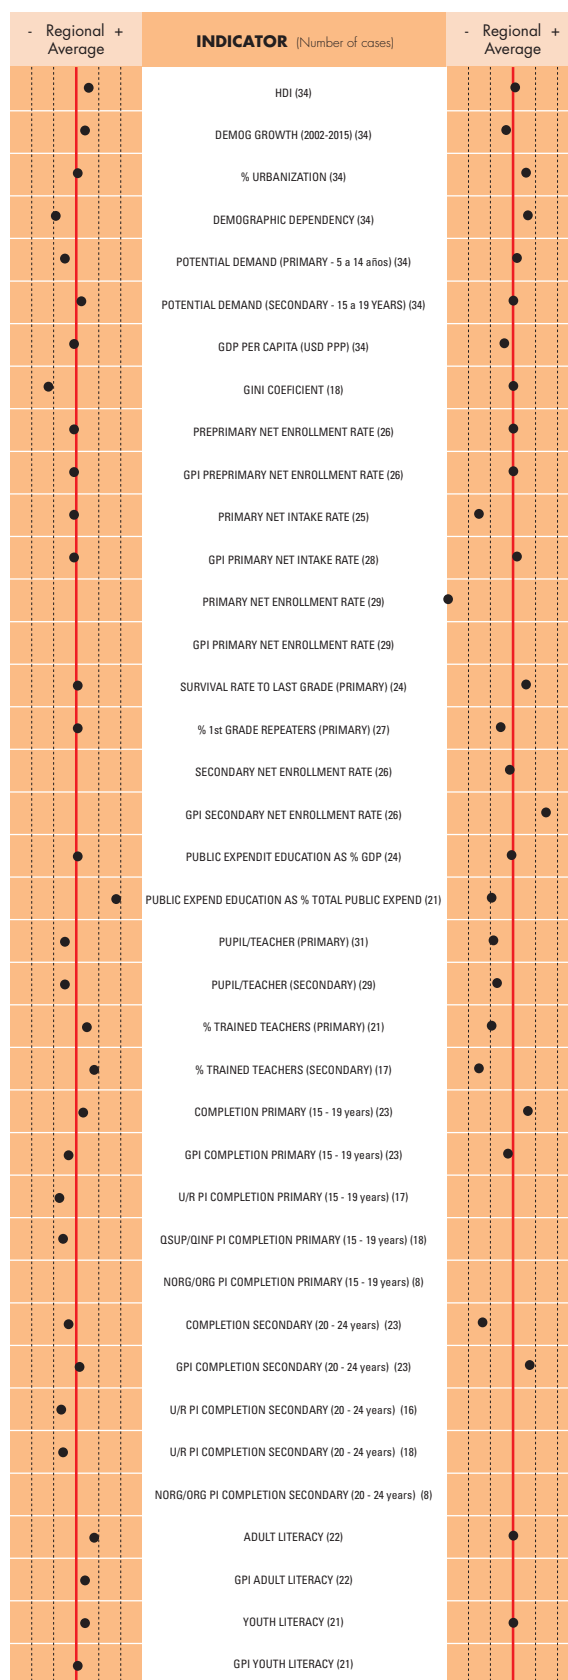 - Regional +
Average
INDICATOR (Number of cases)
- Regional +
Average
HDI (34)
DEMOG GROWTH (2002-2015) (34)
% URBANIZATION (34)
DEMOGRAPHIC DEPENDENCY (34)
POTENTIAL DEMAND (PRIMARY - 5 a 14 años) (34)
POTENTIAL DEMAND (SECONDARY - 15 a 19 YEARS) (34)
GDP PER CAPITA (USD PPP) (34)
GINI COEFICIENT (18)
PREPRIMARY NET ENROLLMENT RATE (26)
GPI PREPRIMARY NET ENROLLMENT RATE (26)
PRIMARY NET INTAKE RATE (25)
GPI PRIMARY NET INTAKE RATE (28)
PRIMARY NET ENROLLMENT RATE (29)
GPI PRIMARY NET ENROLLMENT RATE (29)
SURVIVAL RATE TO LAST GRADE (PRIMARY) (24)
% 1st GRADE REPEATERS (PRIMARY) (27)
SECONDARY NET ENROLLMENT RATE (26)
GPI SECONDARY NET ENROLLMENT RATE (26)
PUBLIC EXPENDIT EDUCATION AS % GDP (24)
PUBLIC EXPEND EDUCATION AS % TOTAL PUBLIC EXPEND (21)
PUPIL/TEACHER (PRIMARY) (31)
PUPIL/TEACHER (SECONDARY) (29)
% TRAINED TEACHERS (PRIMARY) (21)
% TRAINED TEACHERS (SECONDARY) (17)
COMPLETION PRIMARY (15 - 19 years) (23)
GPI COMPLETION PRIMARY (15 - 19 years) (23)
U/R PI COMPLETION PRIMARY (15 - 19 years) (17)
QSUP/QINF PI COMPLETION PRIMARY (15 - 19 years) (18)
NORG/ORG PI COMPLETION PRIMARY (15 - 19 years) (8)
COMPLETION SECONDARY (20 - 24 years) (23)
GPI COMPLETION SECONDARY (20 - 24 years) (23)
U/R PI COMPLETION SECONDARY (20 - 24 years) (16)
U/R PI COMPLETION SECONDARY (20 - 24 years) (18)
NORG/ORG PI COMPLETION SECONDARY (20 - 24 years) (8)
ADULT LITERACY (22)
GPI ADULT LITERACY (22)
YOUTH LITERACY (21)
GPI YOUTH LITERACY (21)